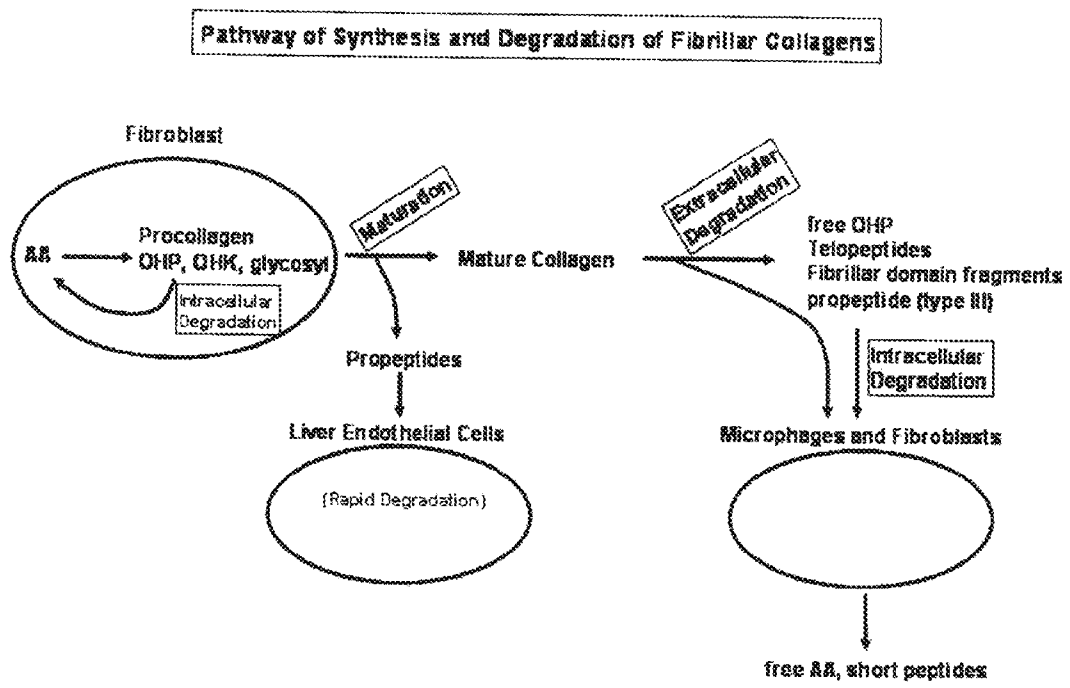 Pathway of Synthesis and Degradation of Fibrillar Collagens
Fibroblast
AA
Procollagen
OHP, OHK, glycosyl
Intracellular
Degradation
Maturation
Mature Collagen
Extracellular
Degradation
free OHP
Telopeptides
Fibrillar domain fragments
propeptide (type III)
Propeptides
Intracellular
Degradation
Liver Endothelial Cells
(Rapid Degradation)
Microphages and Fibroblasts
free AA, short peptides